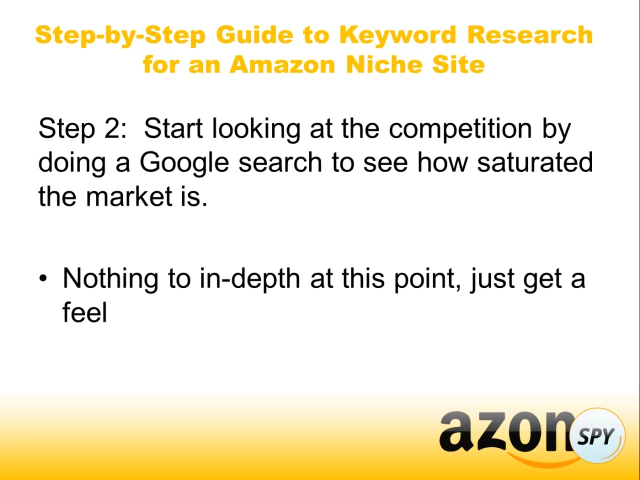 Step-by-Step Guide to Keyword Research
for an Amazon Niche Site
Step 2:  Start looking at the competition by
doing a Google search to see how saturated
the market is.
• Nothing to in-depth at this point, just get a
feel
azon SPY